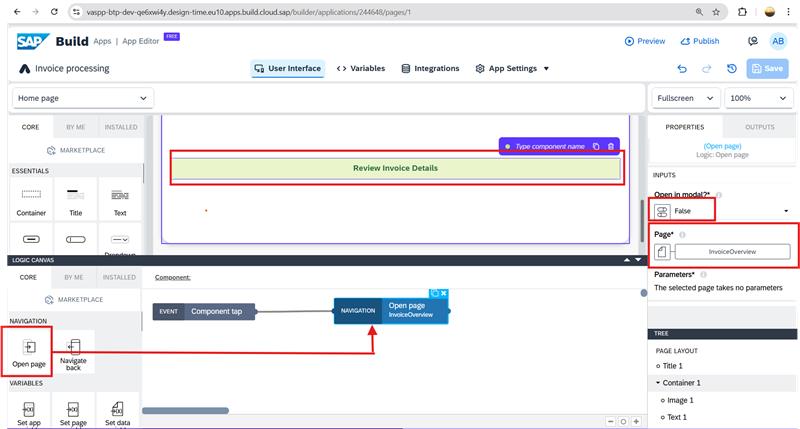 vaspp-btp-dev-qe6xwi4y.design-time.eu10.apps.build.cloud.sap/builder/applications/244648/pages/1
SAP Build Apps | App Editor FREE
Preview Publish AB
Invoice processing
User Interface Variables Integrations App Settings Save
Home page
Fullscreen 100%
CORE BY ME INSTALLED
MARKETPLACE
ESSENTIALS
Container Title Text
Dropdown
Type component name
Review Invoice Details
PROPERTIES OUTPUTS
(Open page)
Logic: Open page
INPUTS
Open in modal?*
False
Page*
InvoiceOverview
Parameters*
The selected page takes no parameters
LOGIC CANVAS
CORE BY ME INSTALLED
MARKETPLACE
NAVIGATION
Open page Navigate back
VARIABLES
Set app Set page Set data
Component:
EVENT Component tap
NAVIGATION Open page
InvoiceOverview
TREE
PAGE LAYOUT
Title 1
Container 1
Image 1
Text 1